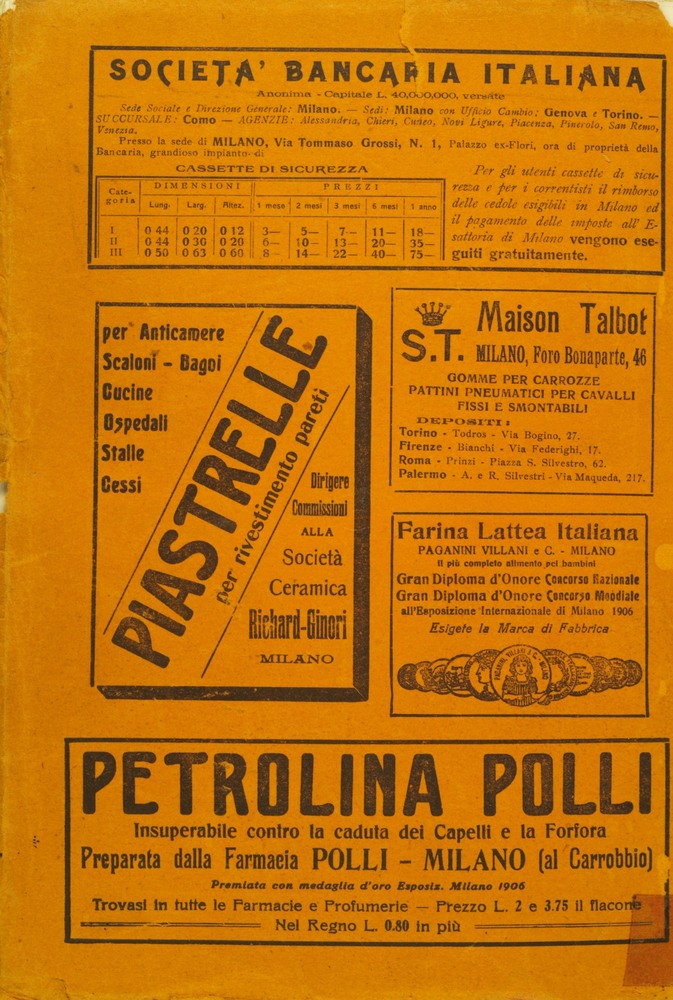 SOCIETA' BANCARIA ITALIANA
Anonima - Capitale L. 40,000,000, versate
Sede Sociale e Direzione Generale: Milano. — Sedi: Milano con Ufficio Cambio; Genova e Torino. —
SUCCURSALE: Como — AGENZIE: Alessandria, Chieri, Cuneo, Novi Ligure, Piacenza, Pinerolo, San Remo,
Venezia.
Presso la sede di MILANO, Via Tommaso Grossi, N. 1, Palazzo ex-Flori, ora di proprietà della
Bancaria, grandioso impianto di
CASSETTE DI SICUREZZA
Cate-goria DIMENSIONI PREZZI
Lung. Larg. Altez. 1 mese 2 mesi 3 mesi 6 mesi 1 anno
I 0 44 0 20 0 12 3— 5— 7— 11— 18—
II 0 44 0 30 0 20 6— 10— 13— 20— 35—
III 0 50 0 63 0 60 8— 14— 22— 40— 75—
Per gli utenti cassette di sicu-
rezza e per i correntisti il rimborso
delle cedole esigibili in Milano ed
il pagamento delle imposte all' E-
sattoria di Milano vengono ese-
guiti gratuitamente.
per Anticamere
Scaloni - Bagni
Cucine
Ospedali
Stalle
Cessi
PIASTRELLE
per rivestimento pareti
Dirigere
Commissioni
ALLA
Società
Ceramica
Richard-Ginori
MILANO
S.T.
Maison Talbot
MILANO, Foro Bonaparte, 46
GOMME PER CARROZZE
PATTINI PNEUMATICI PER CAVALLI
FISSI E SMONTABILI
DEPOSITI:
Torino - Todros - Via Bogino, 27.
Firenze - Bianchi - Via Federighi, 17.
Roma - Prinzi - Piazza S. Silvestro, 62.
Palermo - A. e R. Silvestri - Via Maqueda, 217.
Farina Lattea Italiana
PAGANINI VILLANI e C. - MILANO
Il più completo alimento pei bambini
Gran Diploma d'Onore Concorso Nazionale
Gran Diploma d'Onore Concorso Mondiale
all'Esposizione Internazionale di Milano 1906
Esigete la Marca di Fabbrica
PAGANINI VILLANI & C. - MILANO
PETROLINA POLLI
Insuperabile contro la caduta dei Capelli e la Forfora
Preparata dalla Farmacia POLLI - MILANO (al Carrobbio)
Premiata con medaglia d'oro Esposiz. Milano 1906
Trovasi in tutte le Farmacie e Profumerie — Prezzo L. 2 e 3.75 il flacone
Nel Regno L. 0.80 in più